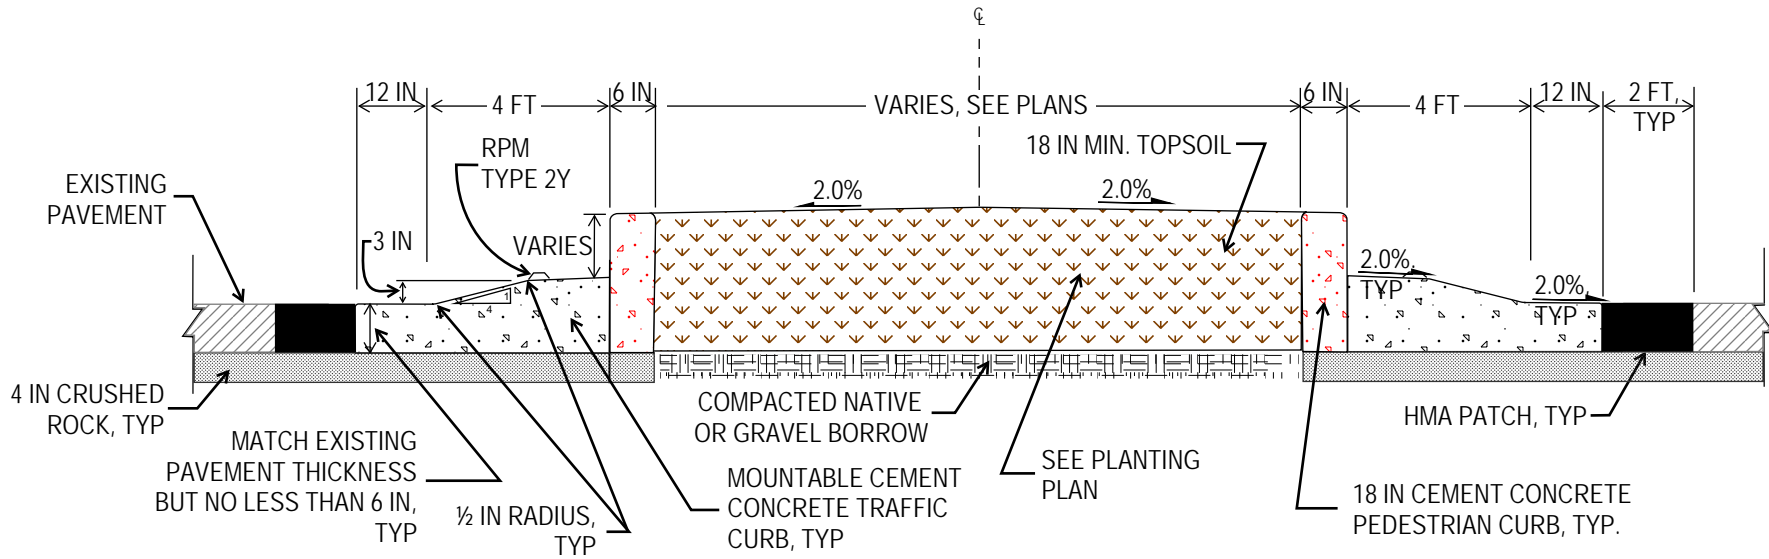 ℄
12 IN
4 FT
6 IN
VARIES, SEE PLANS
6 IN
4 FT
12 IN
2 FT,
TYP
RPM
TYPE 2Y
18 IN MIN. TOPSOIL
EXISTING
PAVEMENT
2.0%
2.0%
3 IN
VARIES
2.0%,
TYP
2.0%,
TYP
1
4
4 IN CRUSHED
ROCK, TYP
MATCH EXISTING
PAVEMENT THICKNESS
BUT NO LESS THAN 6 IN,
TYP
½ IN RADIUS,
TYP
MOUNTABLE CEMENT
CONCRETE TRAFFIC
CURB, TYP
COMPACTED NATIVE
OR GRAVEL BORROW
SEE PLANTING
PLAN
HMA PATCH, TYP
18 IN CEMENT CONCRETE
PEDESTRIAN CURB, TYP.